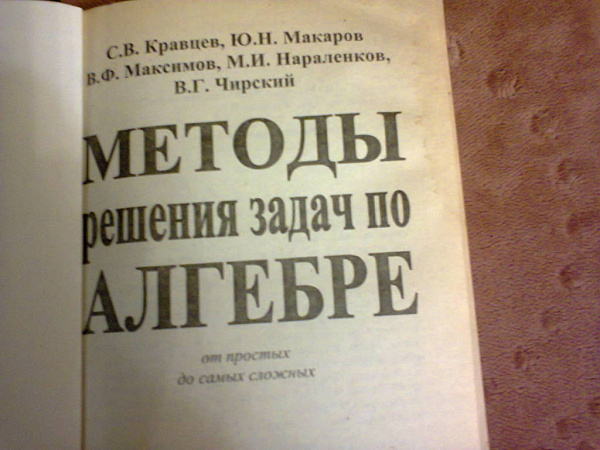 С.В. Кравцев, Ю.Н. Макаров
В.Ф. Максимов, М.И. Нараленков,
В.Г. Чирский
МЕТОДЫ
решения задач по
АЛГЕБРЕ
от простых
до самых сложных